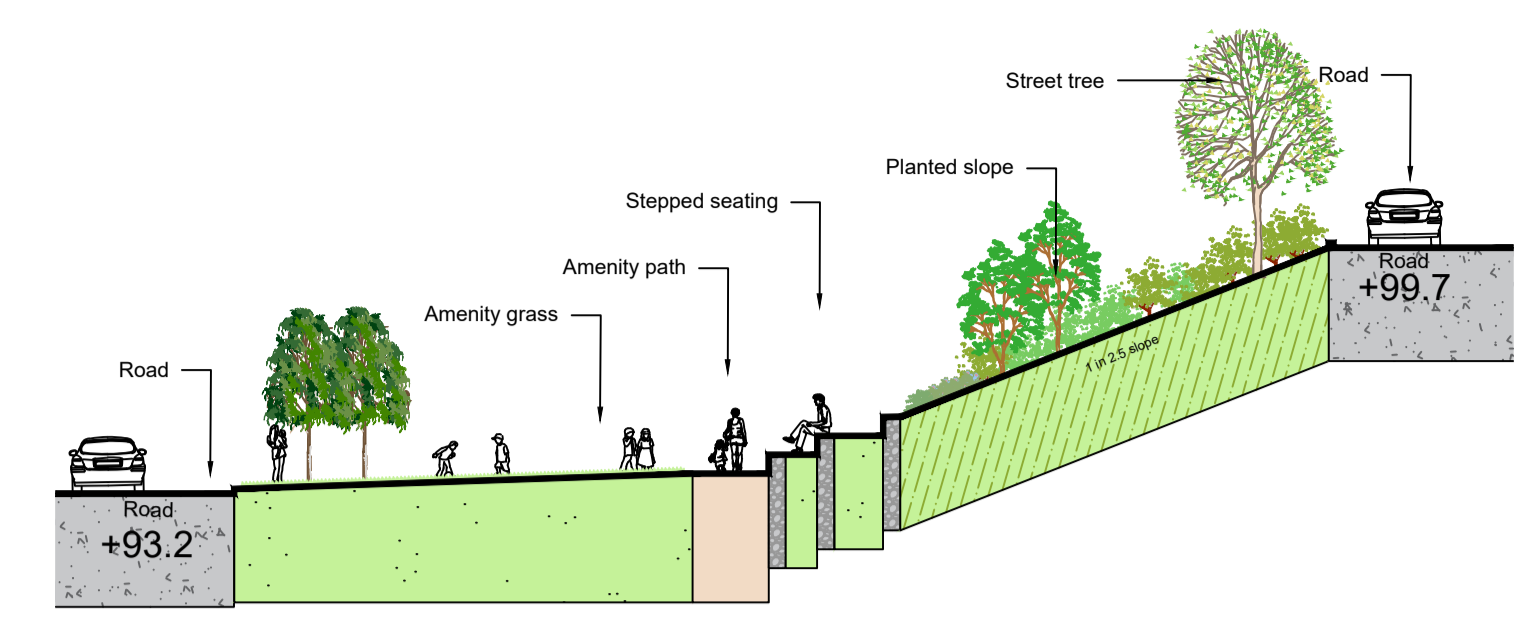 Street tree
Road
Planted slope
Stepped seating
Amenity path
Amenity grass
Road
Road
+99.7
1 in 2.5 slope
Road
+93.2